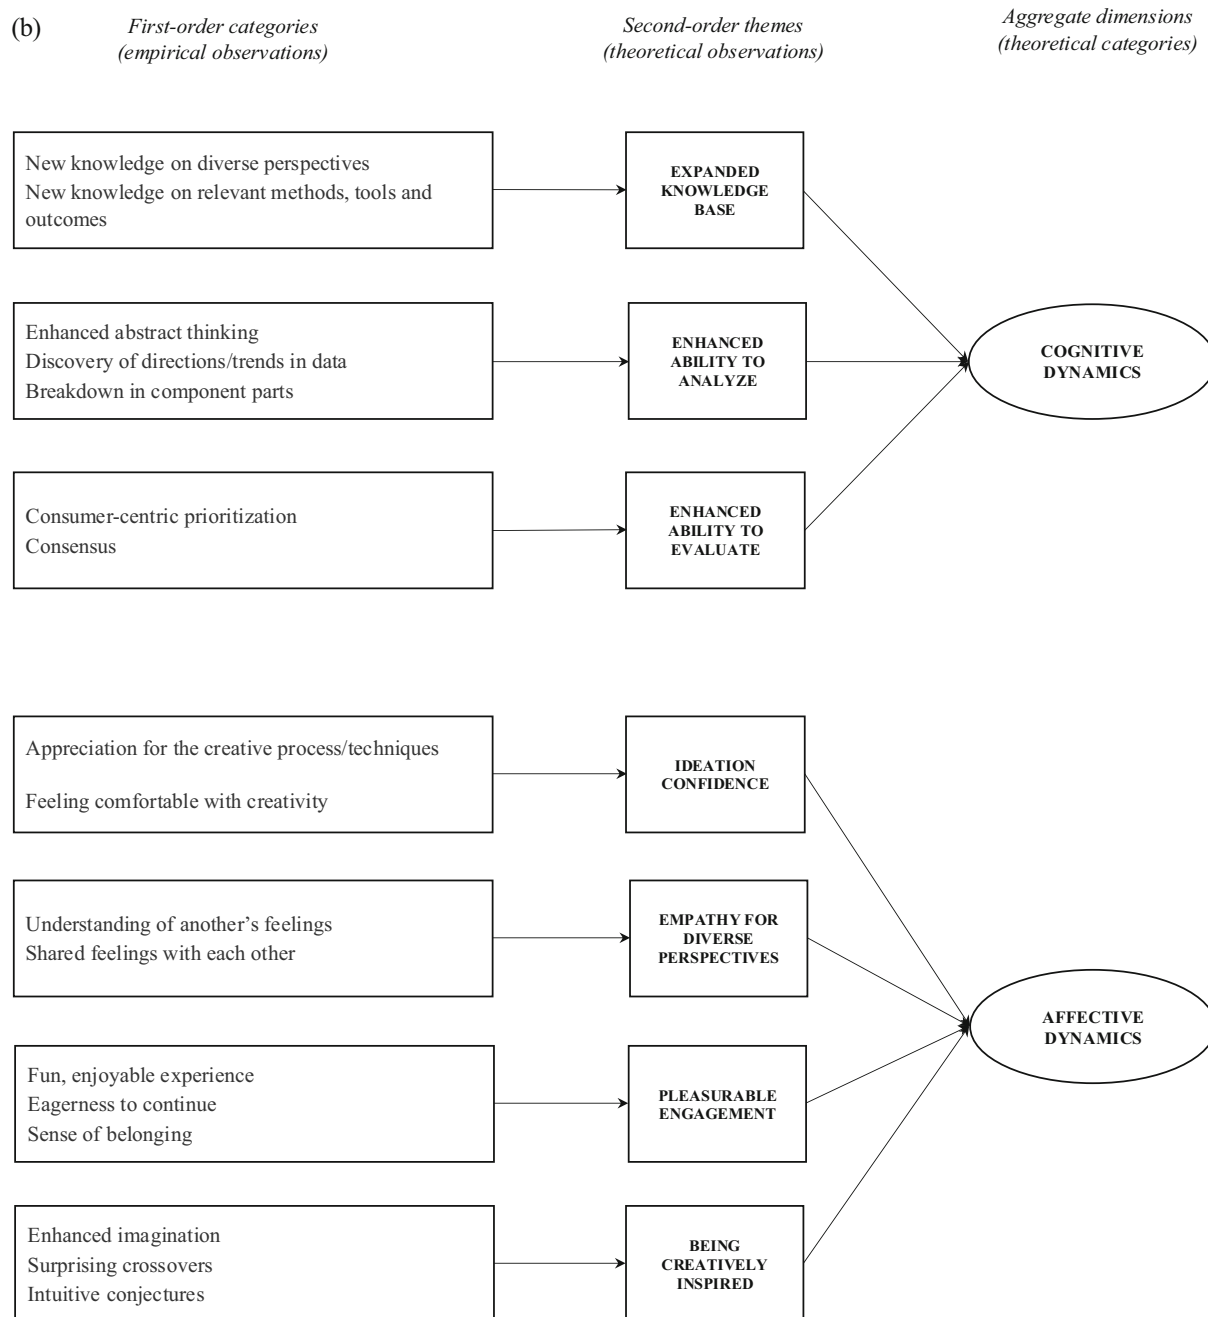 (b)
First-order categories
(empirical observations)
Second-order themes
(theoretical observations)
Aggregate dimensions
(theoretical categories)
New knowledge on diverse perspectives
New knowledge on relevant methods, tools and
outcomes
EXPANDED
KNOWLEDGE
BASE
Enhanced abstract thinking
Discovery of directions/trends in data
Breakdown in component parts
ENHANCED
ABILITY TO
ANALYZE
COGNITIVE
DYNAMICS
Consumer-centric prioritization
Consensus
ENHANCED
ABILITY TO
EVALUATE
Appreciation for the creative process/techniques
Feeling comfortable with creativity
IDEATION
CONFIDENCE
Understanding of another’s feelings
Shared feelings with each other
EMPATHY FOR
DIVERSE
PERSPECTIVES
AFFECTIVE
DYNAMICS
Fun, enjoyable experience
Eagerness to continue
Sense of belonging
PLEASURABLE
ENGAGEMENT
Enhanced imagination
Surprising crossovers
Intuitive conjectures
BEING
CREATIVELY
INSPIRED